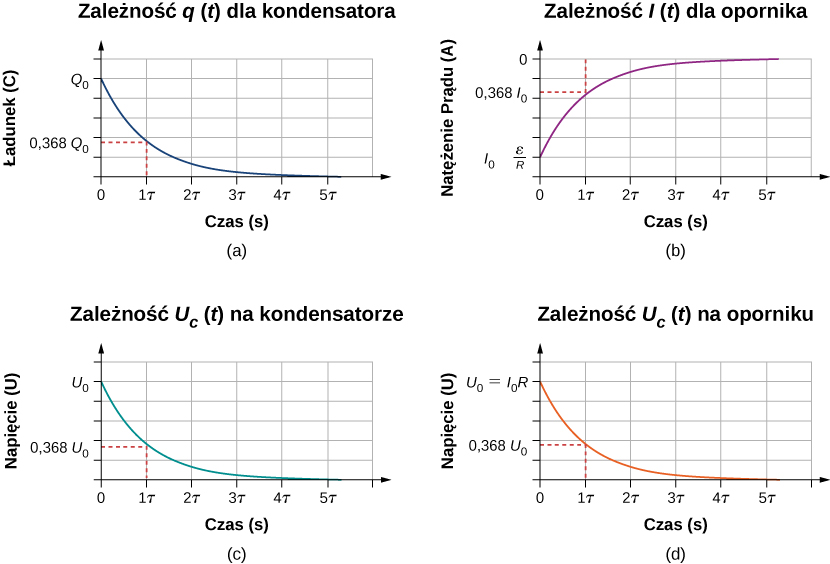 Zależność q (t) dla kondensatora
Ładunek (C)
Q0
0,368 Q0
0 1τ 2τ 3τ 4τ 5τ
Czas (s)
(a)
Zależność I (t) dla opornika
Natężenie Prądu (A)
0
0,368 I0
I0 ε/R
0 1τ 2τ 3τ 4τ 5τ
Czas (s)
(b)
Zależność Uc (t) na kondensatorze
Napięcie (U)
U0
0,368 U0
0 1τ 2τ 3τ 4τ 5τ
Czas (s)
(c)
Zależność Uc (t) na oporniku
Napięcie (U)
U0 = I0R
0,368 U0
0 1τ 2τ 3τ 4τ 5τ
Czas (s)
(d)